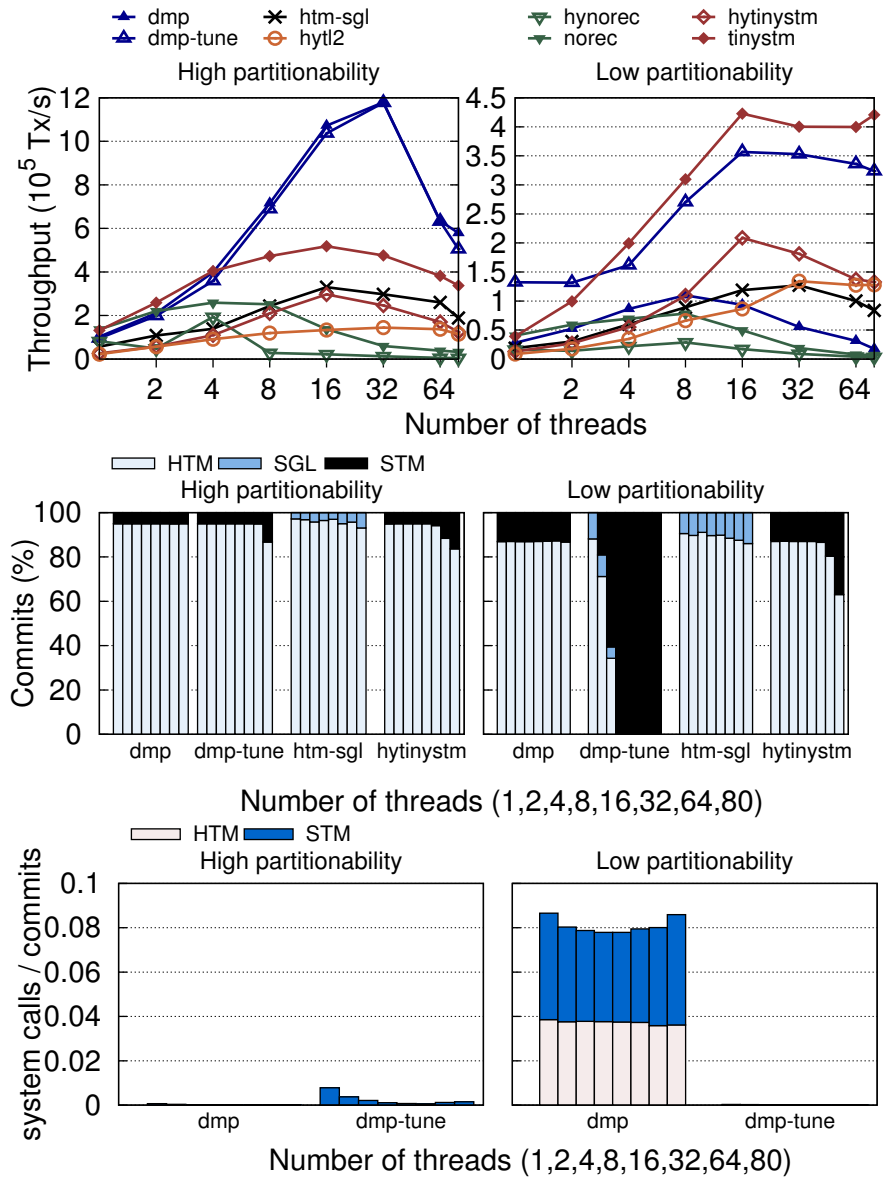 dmp
dmp-tune
htm-sgl
hytl2
hynorec
norec
hytinystm
tinystm
High partitionability
Low partitionability
Throughput (10^5 Tx/s)
12
10
8
6
4
2
0
2 4 8 16 32 64
4.5
4
3.5
3
2.5
2
1.5
1
0.5
0
2 4 8 16 32 64
Number of threads
HTM SGL STM
High partitionability
Low partitionability
Commits (%)
100
80
60
40
20
0
dmp dmp-tune htm-sgl hytinystm
dmp dmp-tune htm-sgl hytinystm
Number of threads (1,2,4,8,16,32,64,80)
HTM STM
High partitionability
Low partitionability
system calls / commits
0.1
0.08
0.06
0.04
0.02
0
dmp dmp-tune
dmp dmp-tune
Number of threads (1,2,4,8,16,32,64,80)